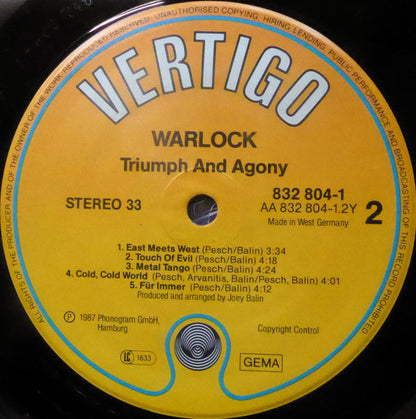 ALL RIGHTS OF THE PRODUCER AND OF THE OWNER OF THE WORK REPRODUCED RESERVED. UNAUTHORISED COPYING, HIRING, LENDING, PUBLIC PERFORMANCE AND BROADCASTING OF THIS RECORD PROHIBITED
VERTIGO
WARLOCK
Triumph And Agony
STEREO 33
832 804-1
AA 832 804-1.2Y
Made in West Germany
2
1. East Meets West (Pesch/Balin) 3:34
2. Touch Of Evil (Pesch/Balin) 4:18
3. Metal Tango (Pesch/Balin) 4:24
4. Cold, Cold World (Pesch, Arvanitis, Balin/Pesch, Balin) 4:01
5. Für Immer (Pesch/Balin) 4:12
Produced and arranged by Joey Balin
Ⓟ 1987 Phonogram GmbH,
Hamburg
Copyright Control
LC 1633
GEMA